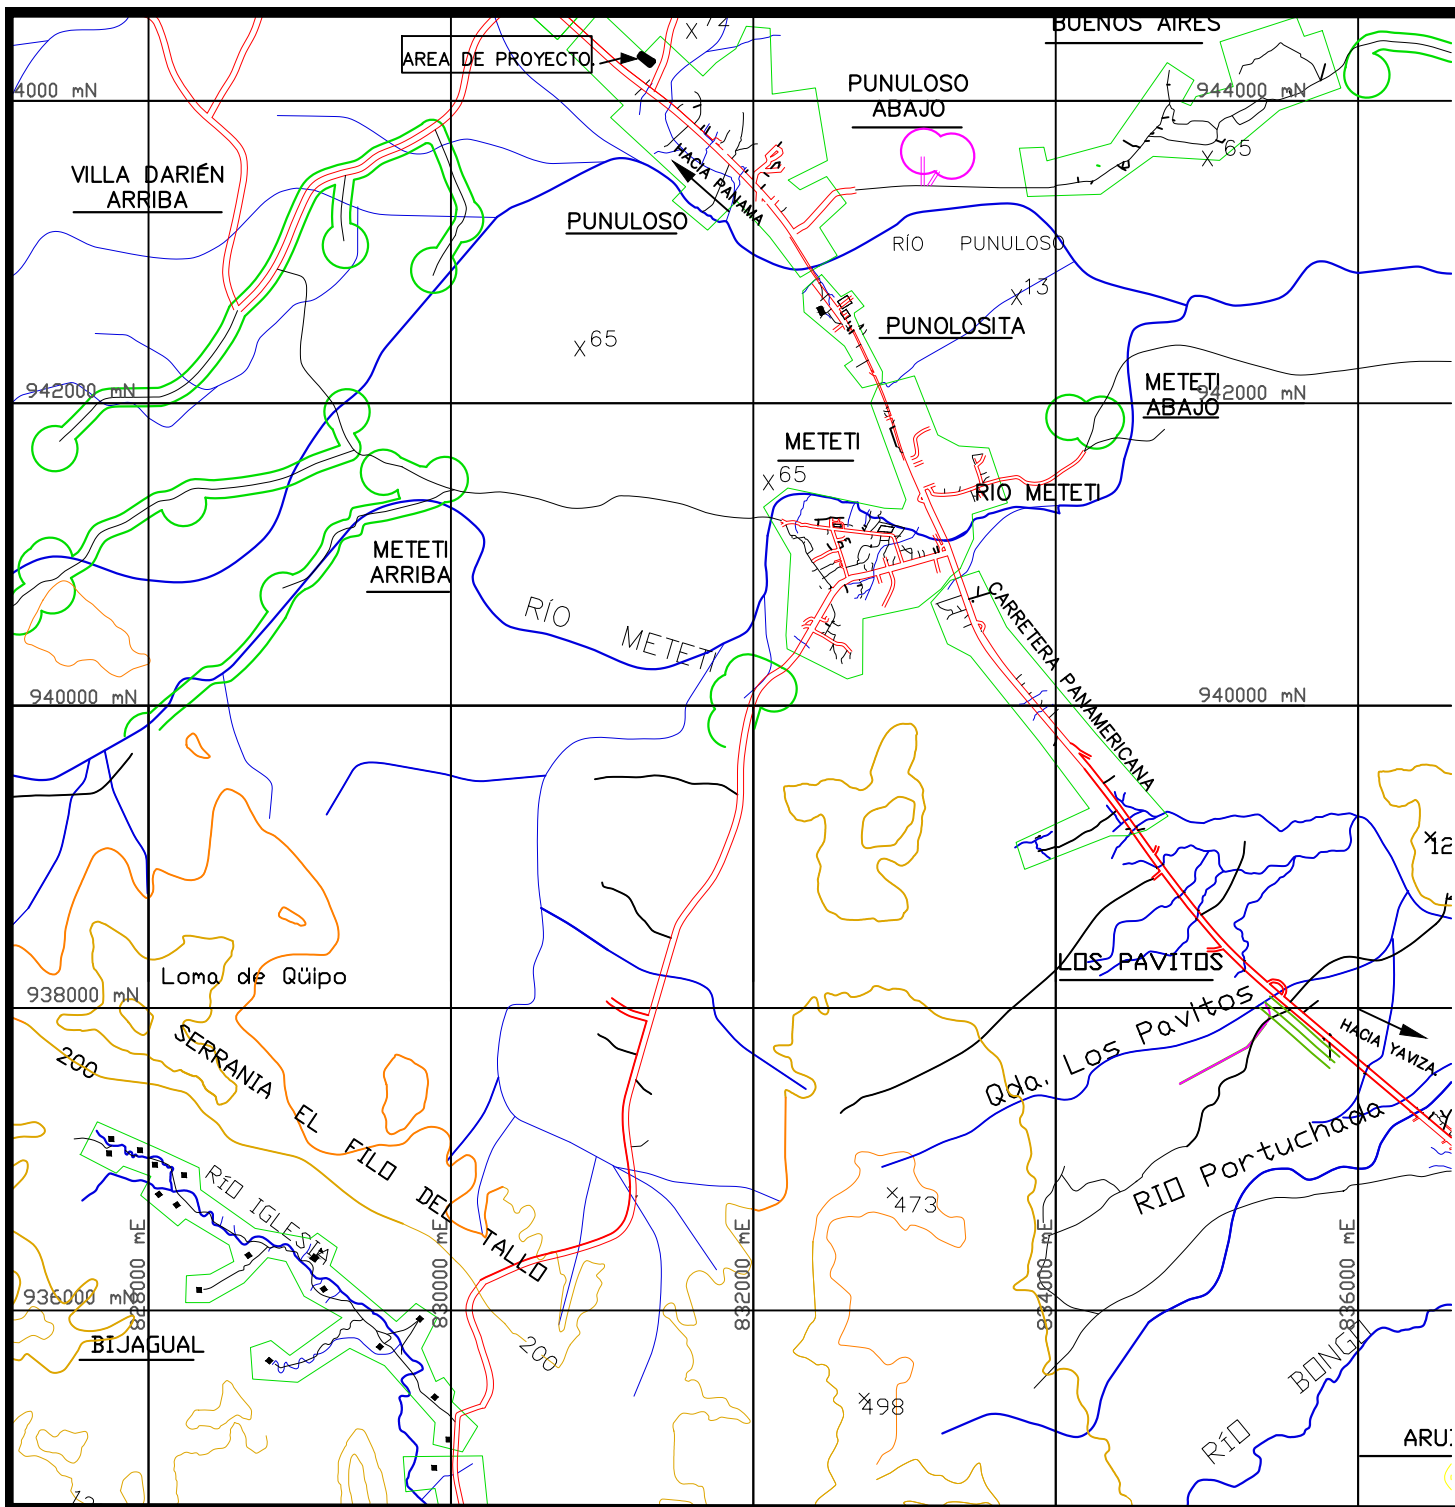 BUENOS AIRES
AREA DE PROYECTO
4000 mN
944000 mN
PUNULOSO
ABAJO
65
HACIA PANAMA
VILLA DARIÉN
ARRIBA
PUNULOSO
RÍO PUNULOSO
13
65
PUNOLOSITA
942000 mN
942000 mN
METETI
ABAJO
METETI
65
RIO METETI
METETI
ARRIBA
RÍO METETI
CARRETERA PANAMERICANA
940000 mN
940000 mN
12
LOS PAVITOS
Loma de Qüipo
938000 mN
Qda. Los Pavitos
HACIA YAVIZA.
200
SERRANIA EL FILO DEL TALLO
RIO Portuchada
RÍO IGLESIA
473
828000 mE
830000 mE
832000 mE
834000 mE
836000 mE
936000 mN
BIJAGUAL
200
RÍO BONGA
498